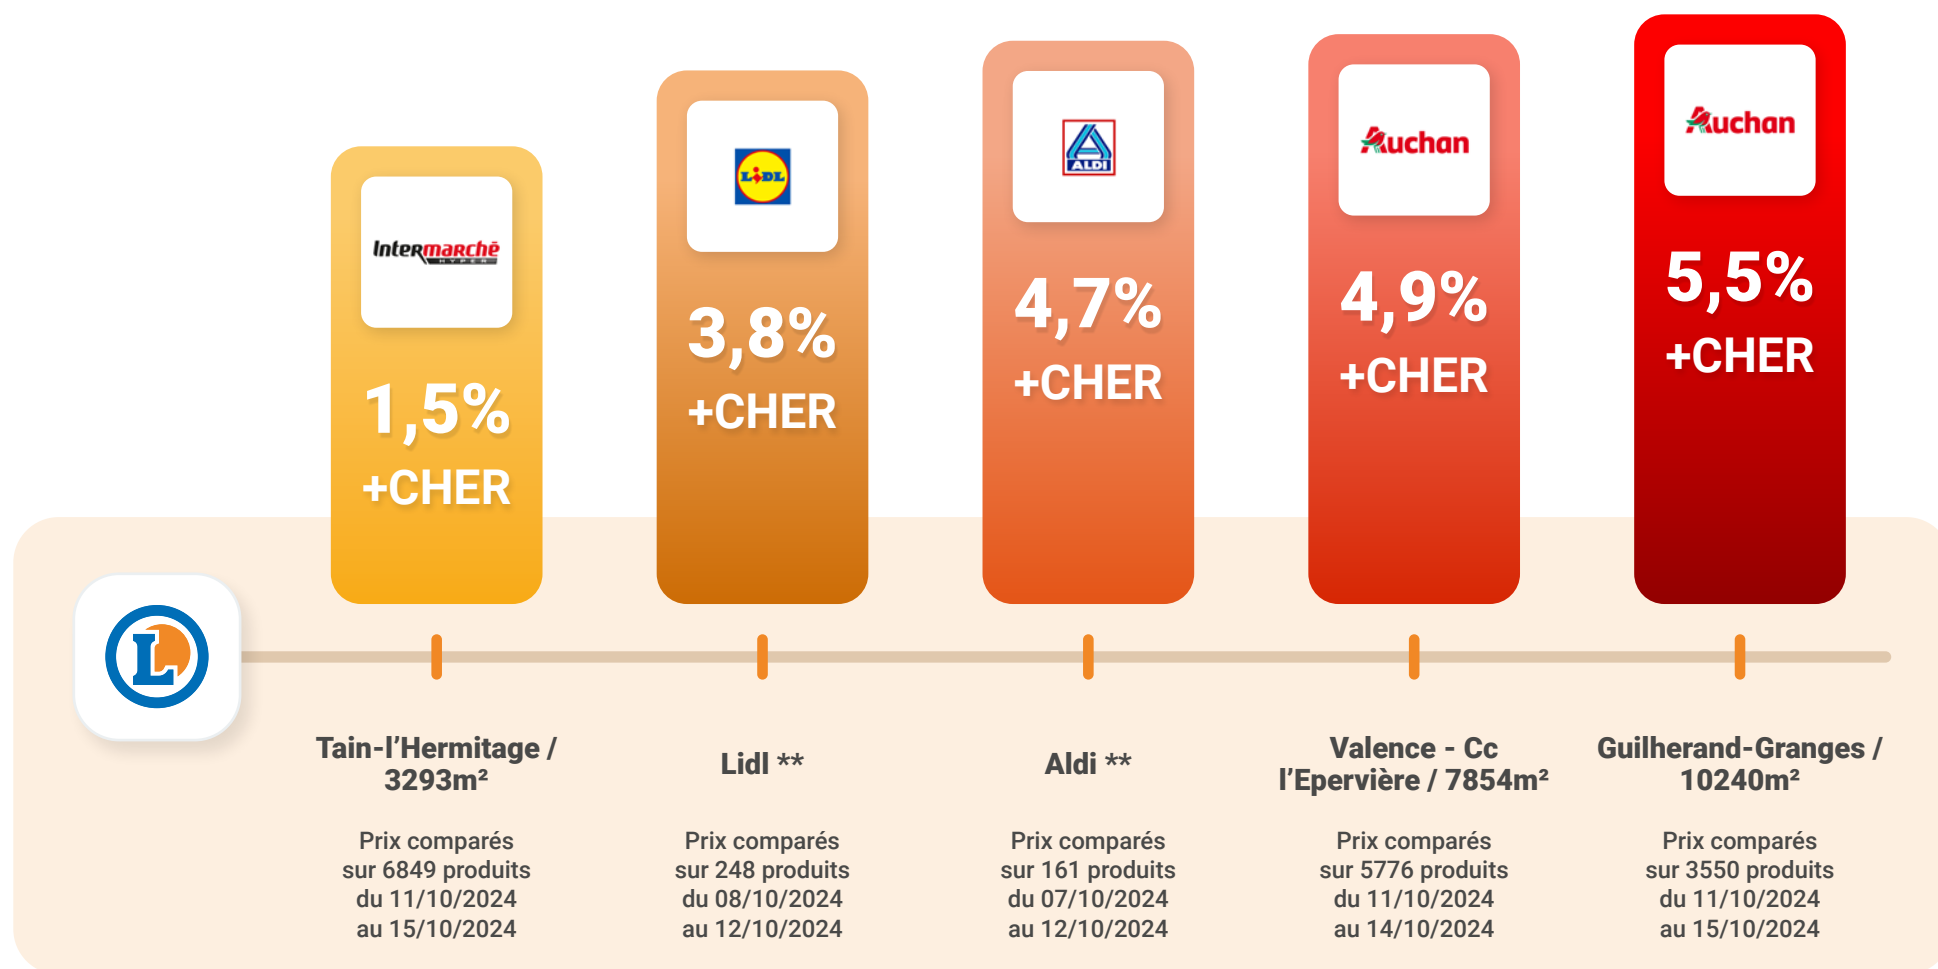 Intermarchē
HYPER
1,5%
+CHER
LiDL
3,8%
+CHER
ALDI
4,7%
+CHER
Auchan
4,9%
+CHER
Auchan
5,5%
+CHER
L
Tain-l’Hermitage /
3293m²
Prix comparés
sur 6849 produits
du 11/10/2024
au 15/10/2024
Lidl **
Prix comparés
sur 248 produits
du 08/10/2024
au 12/10/2024
Aldi **
Prix comparés
sur 161 produits
du 07/10/2024
au 12/10/2024
Valence - Cc
l’Epervière / 7854m²
Prix comparés
sur 5776 produits
du 11/10/2024
au 14/10/2024
Guilherand-Granges /
10240m²
Prix comparés
sur 3550 produits
du 11/10/2024
au 15/10/2024